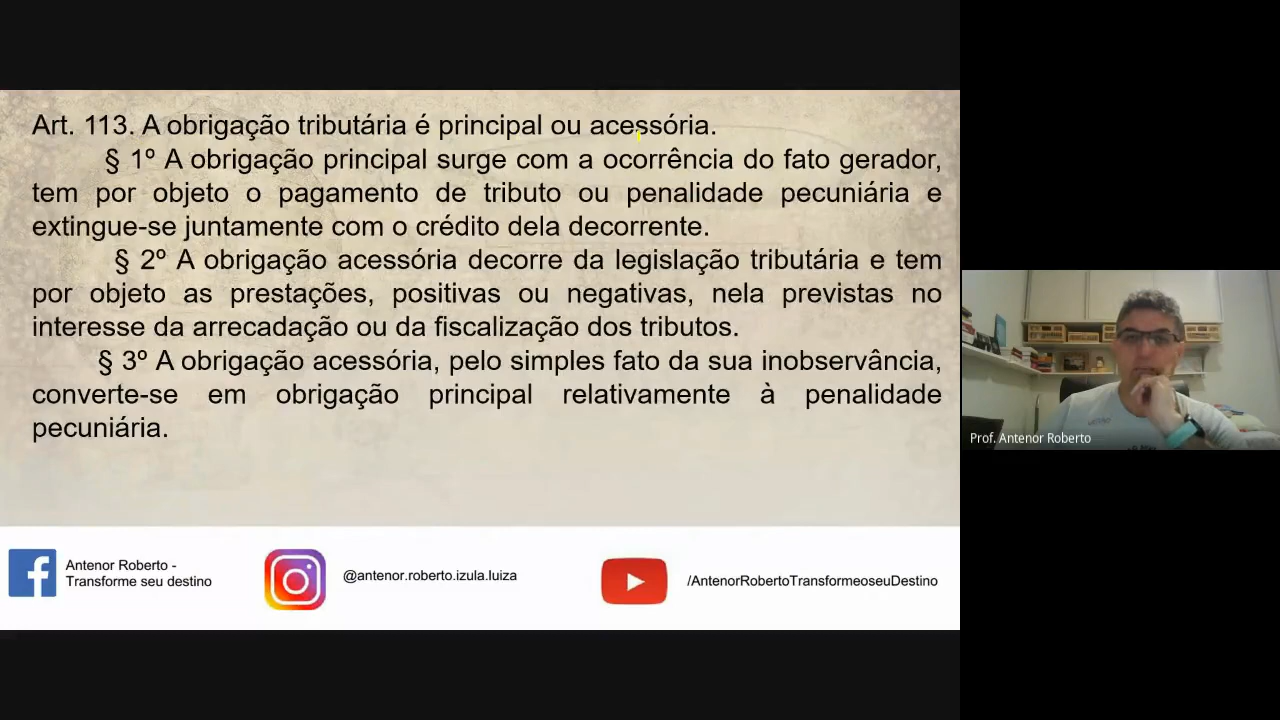 Art. 113. A obrigação tributária é principal ou acessória.
§ 1º A obrigação principal surge com a ocorrência do fato gerador,
tem por objeto o pagamento de tributo ou penalidade pecuniária e
extingue-se juntamente com o crédito dela decorrente.
§ 2º A obrigação acessória decorre da legislação tributária e tem
por objeto as prestações, positivas ou negativas, nela previstas no
interesse da arrecadação ou da fiscalização dos tributos.
§ 3º A obrigação acessória, pelo simples fato da sua inobservância,
converte-se em obrigação principal relativamente à penalidade
pecuniária.
Prof. Antenor Roberto
Antenor Roberto -
Transforme seu destino
@antenor.roberto.izula.luiza
/AntenorRobertoTransformeoseuDestino